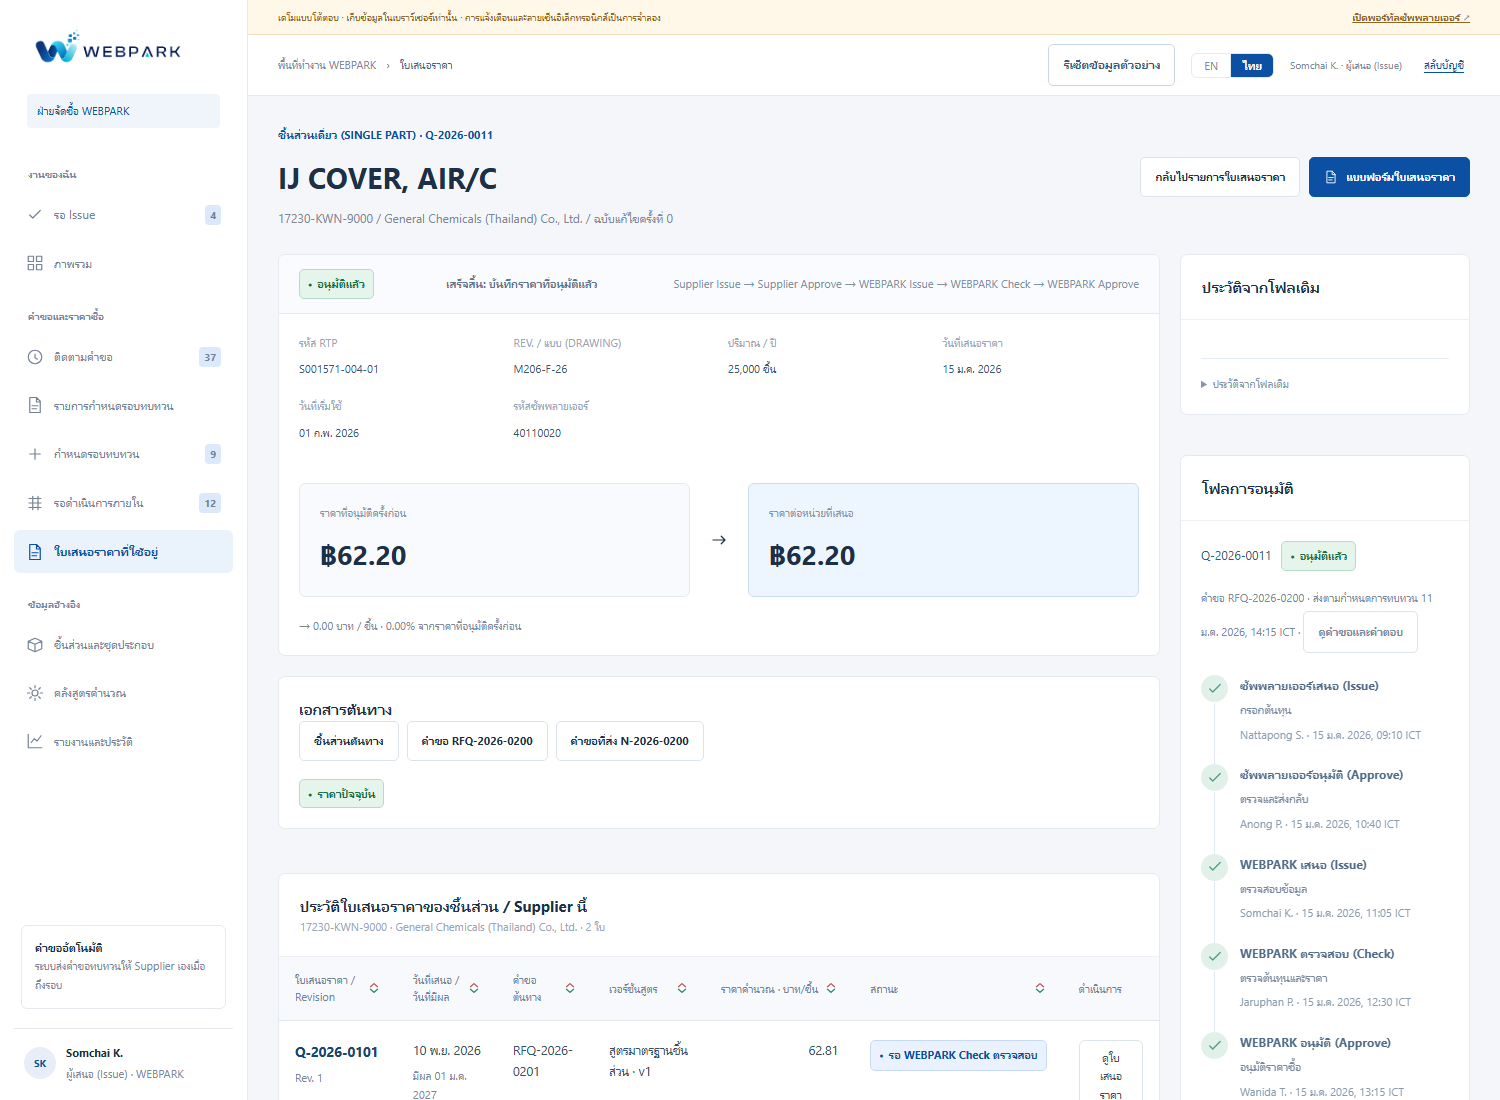 เดโมแบบโต้ตอบ · เก็บข้อมูลในเบราว์เซอร์เท่านั้น · การแจ้งเตือนและลายเซ็นอิเล็กทรอนิกส์เป็นการจำลอง
เปิดพอร์ทัลซัพพลายเออร์ ↗
WEBPARK
ฝ่ายจัดซื้อ WEBPARK
พื้นที่ทำงาน WEBPARK › ใบเสนอราคา
รีเซ็ตข้อมูลตัวอย่าง
EN ไทย
Somchai K. · ผู้เสนอ (Issue)
สลับบัญชี
งานของฉัน
รอ Issue 4
ภาพรวม
คำขอและราคาซื้อ
ติดตามคำขอ 37
รายการกำหนดรอบทบทวน
กำหนดรอบทบทวน 9
รอดำเนินการภายใน 12
ใบเสนอราคาที่ใช้อยู่
ข้อมูลอ้างอิง
ชิ้นส่วนและชุดประกอบ
คลังสูตรคำนวณ
รายงานและประวัติ
คำขออัตโนมัติ
ระบบส่งคำขอทบทวนให้ Supplier เองเมื่อ
ถึงรอบ
SK
Somchai K.
ผู้เสนอ (Issue) · WEBPARK
ชิ้นส่วนเดี่ยว (SINGLE PART) · Q-2026-0011
IJ COVER, AIR/C
17230-KWN-9000 / General Chemicals (Thailand) Co., Ltd. / ฉบับแก้ไขครั้งที่ 0
กลับไปรายการใบเสนอราคา
แบบฟอร์มใบเสนอราคา
• อนุมัติแล้ว
เสร็จสิ้น: บันทึกราคาที่อนุมัติแล้ว
Supplier Issue → Supplier Approve → WEBPARK Issue → WEBPARK Check → WEBPARK Approve
รหัส RTP
S001571-004-01
REV. / แบบ (DRAWING)
M206-F-26
ปริมาณ / ปี
25,000 ชิ้น
วันที่เสนอราคา
15 ม.ค. 2026
วันที่เริ่มใช้
01 ก.พ. 2026
รหัสซัพพลายเออร์
40110020
ราคาที่อนุมัติครั้งก่อน
฿62.20
→
ราคาต่อหน่วยที่เสนอ
฿62.20
→ 0.00 บาท / ชิ้น · 0.00% จากราคาที่อนุมัติครั้งก่อน
เอกสารต้นทาง
ชิ้นส่วนต้นทาง
คำขอ RFQ-2026-0200
คำขอที่ส่ง N-2026-0200
• ราคาปัจจุบัน
ประวัติใบเสนอราคาของชิ้นส่วน / Supplier นี้
17230-KWN-9000 · General Chemicals (Thailand) Co., Ltd. · 2 ใบ
ใบเสนอราคา /
Revision
วันที่เสนอ /
วันที่มีผล
คำขอ
ต้นทาง
เวอร์ชันสูตร
ราคาคำนวณ · บาท/ชิ้น
สถานะ
ดำเนินการ
Q-2026-0101
Rev. 1
10 พ.ย. 2026
มีผล 01 ม.ค.
2027
RFQ-2026-
0201
สูตรมาตรฐานชิ้น
ส่วน · v1
62.81
• รอ WEBPARK Check ตรวจสอบ
ดูใบ
เสนอ
ราคา
ประวัติจากโฟลเดิม
▶ ประวัติจากโฟลเดิม
โฟลการอนุมัติ
Q-2026-0011
• อนุมัติแล้ว
คำขอ RFQ-2026-0200 · ส่งตามกำหนดการทบทวน 11
ม.ค. 2026, 14:15 ICT ·
ดูคำขอและคำตอบ
ซัพพลายเออร์เสนอ (Issue)
กรอกต้นทุน
Nattapong S. · 15 ม.ค. 2026, 09:10 ICT
ซัพพลายเออร์อนุมัติ (Approve)
ตรวจและส่งกลับ
Anong P. · 15 ม.ค. 2026, 10:40 ICT
WEBPARK เสนอ (Issue)
ตรวจสอบข้อมูล
Somchai K. · 15 ม.ค. 2026, 11:05 ICT
WEBPARK ตรวจสอบ (Check)
ตรวจต้นทุนและราคา
Jaruphan P. · 15 ม.ค. 2026, 12:30 ICT
WEBPARK อนุมัติ (Approve)
อนุมัติราคาซื้อ
Wanida T. · 15 ม.ค. 2026, 13:15 ICT